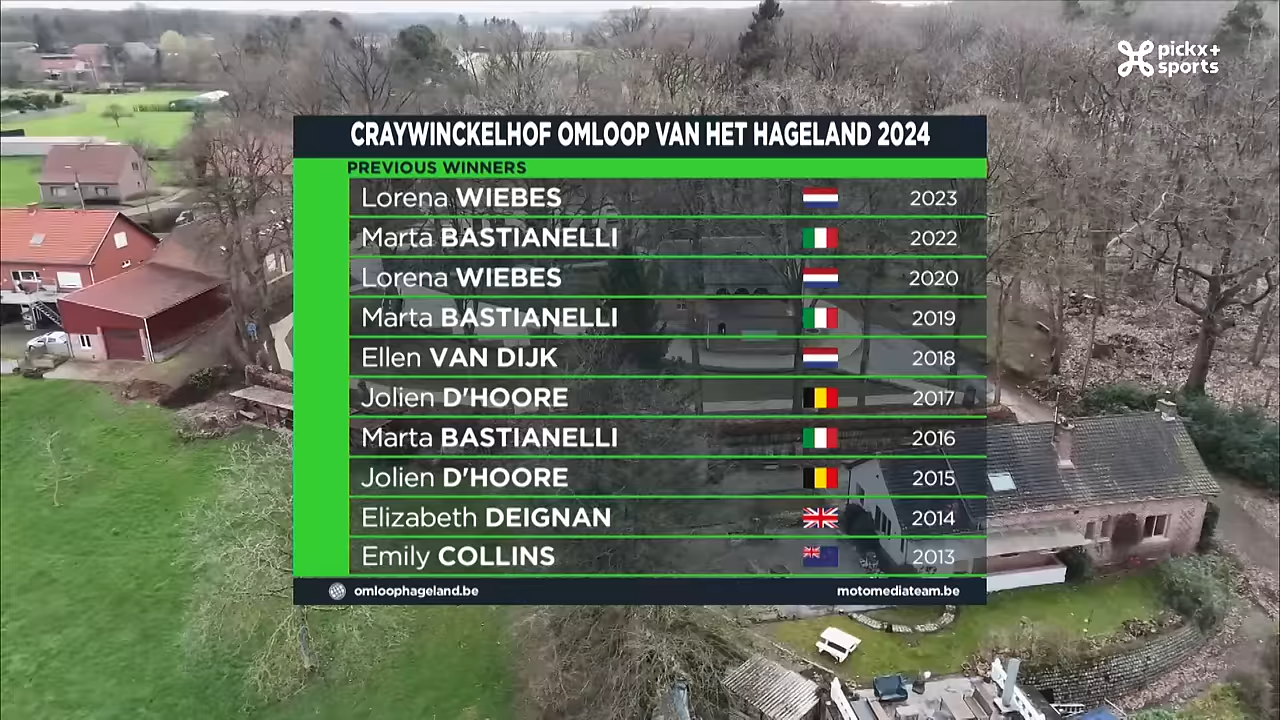 pickx+
sports
CRAYWINCKELHOF OMLOOP VAN HET HAGELAND 2024
PREVIOUS WINNERS
Lorena WIEBES 2023
Marta BASTIANELLI 2022
Lorena WIEBES 2020
Marta BASTIANELLI 2019
Ellen VAN DIJK 2018
Jolien D'HOORE 2017
Marta BASTIANELLI 2016
Jolien D'HOORE 2015
Elizabeth DEIGNAN 2014
Emily COLLINS 2013
omloophageland.be motomediateam.be